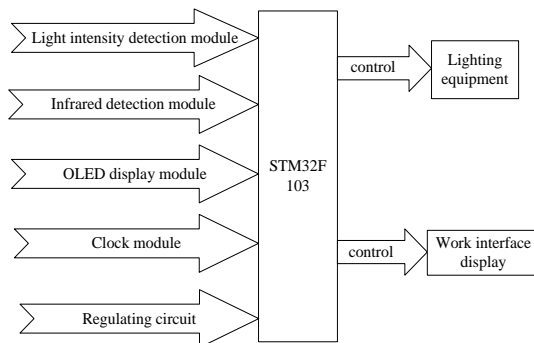 Light intensity detection module
Infrared detection module
OLED display module
Clock module
Regulating circuit
STM32F
103
control
Lighting
equipment
control
Work interface
display